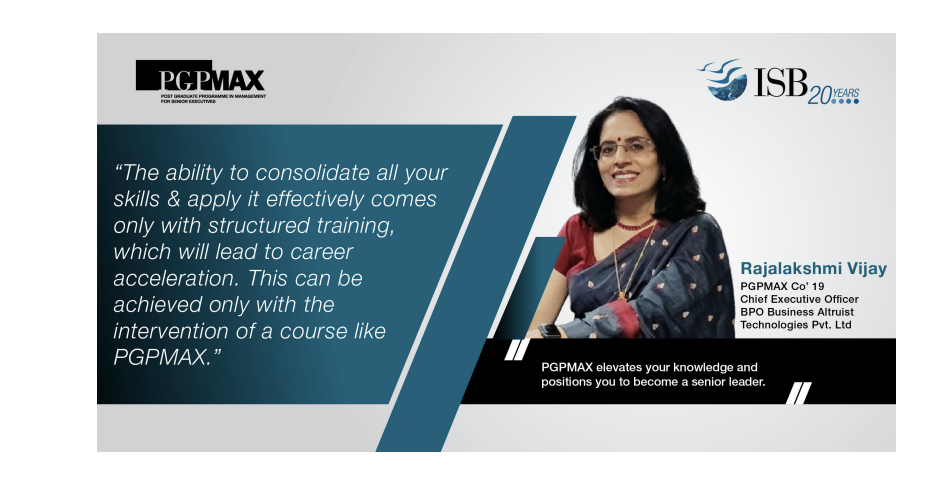 PGPMAX
POST GRADUATE PROGRAMME IN MANAGEMENT
FOR SENIOR EXECUTIVES
ISB
20 YEARS
“The ability to consolidate all your
skills & apply it effectively comes
only with structured training,
which will lead to career
acceleration. This can be
achieved only with the
intervention of a course like
PGPMAX.”
Rajalakshmi Vijay
PGPMAX Co' 19
Chief Executive Officer
BPO Business Altruist
Technologies Pvt. Ltd
PGPMAX elevates your knowledge and
positions you to become a senior leader.